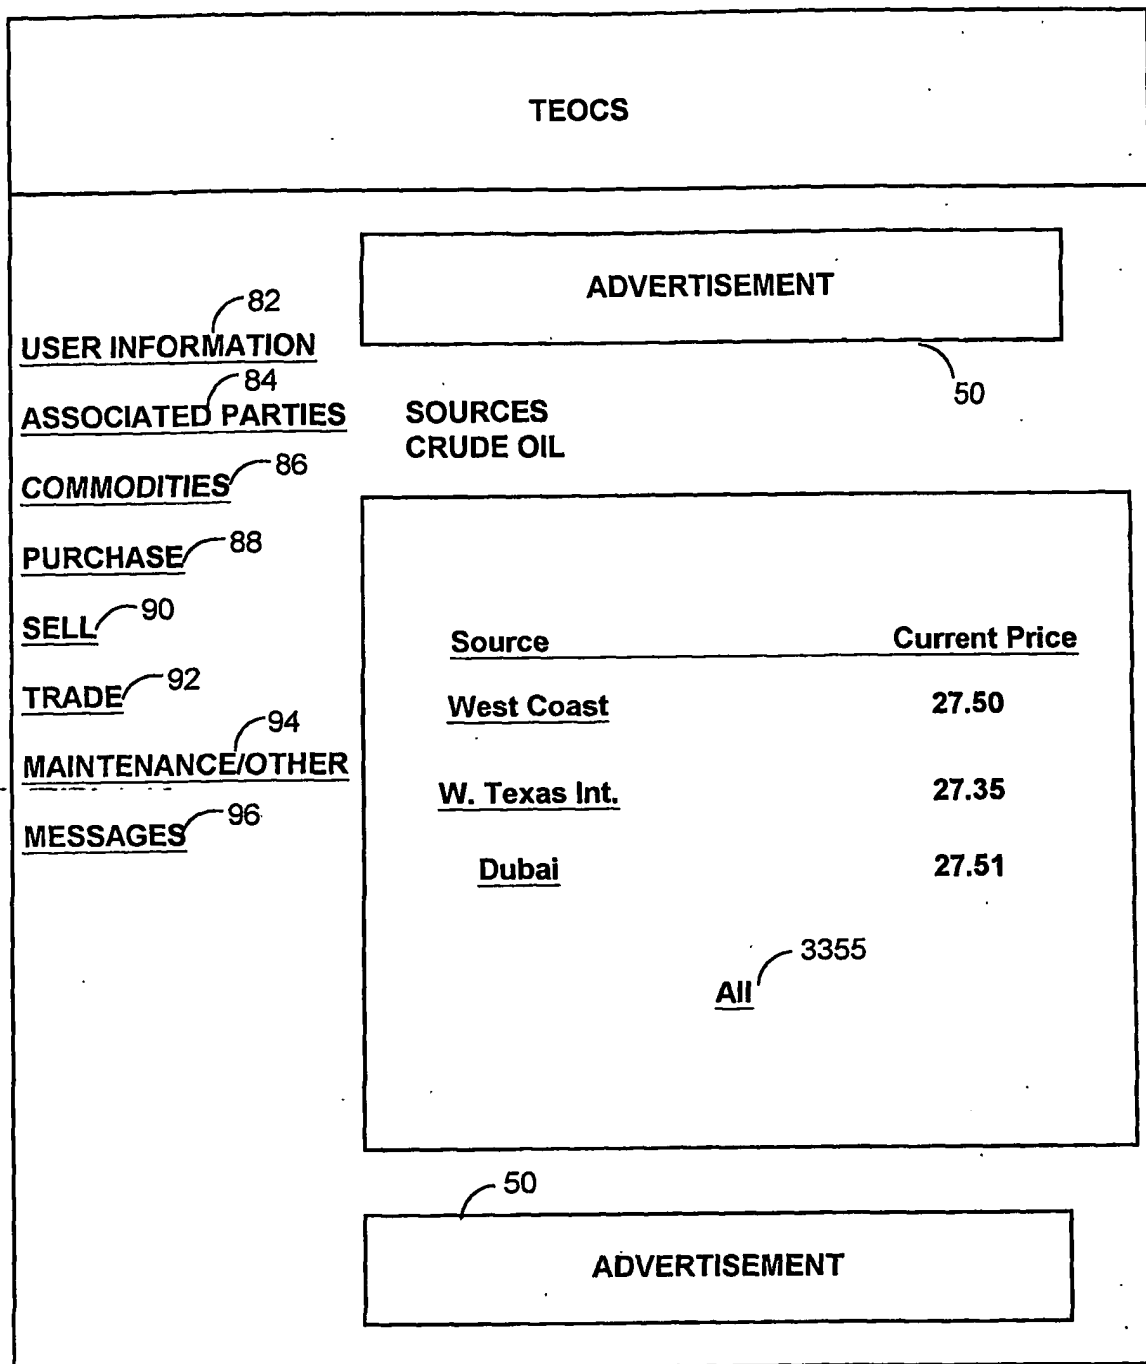 TEOCS
ADVERTISEMENT
50
82
USER INFORMATION
84
ASSOCIATED PARTIES
86
COMMODITIES
88
PURCHASE
90
SELL
92
TRADE
94
MAINTENANCE/OTHER
96
MESSAGES
SOURCES
CRUDE OIL
Source Current Price
West Coast 27.50
W. Texas Int. 27.35
Dubai 27.51
3355
All
50
ADVERTISEMENT